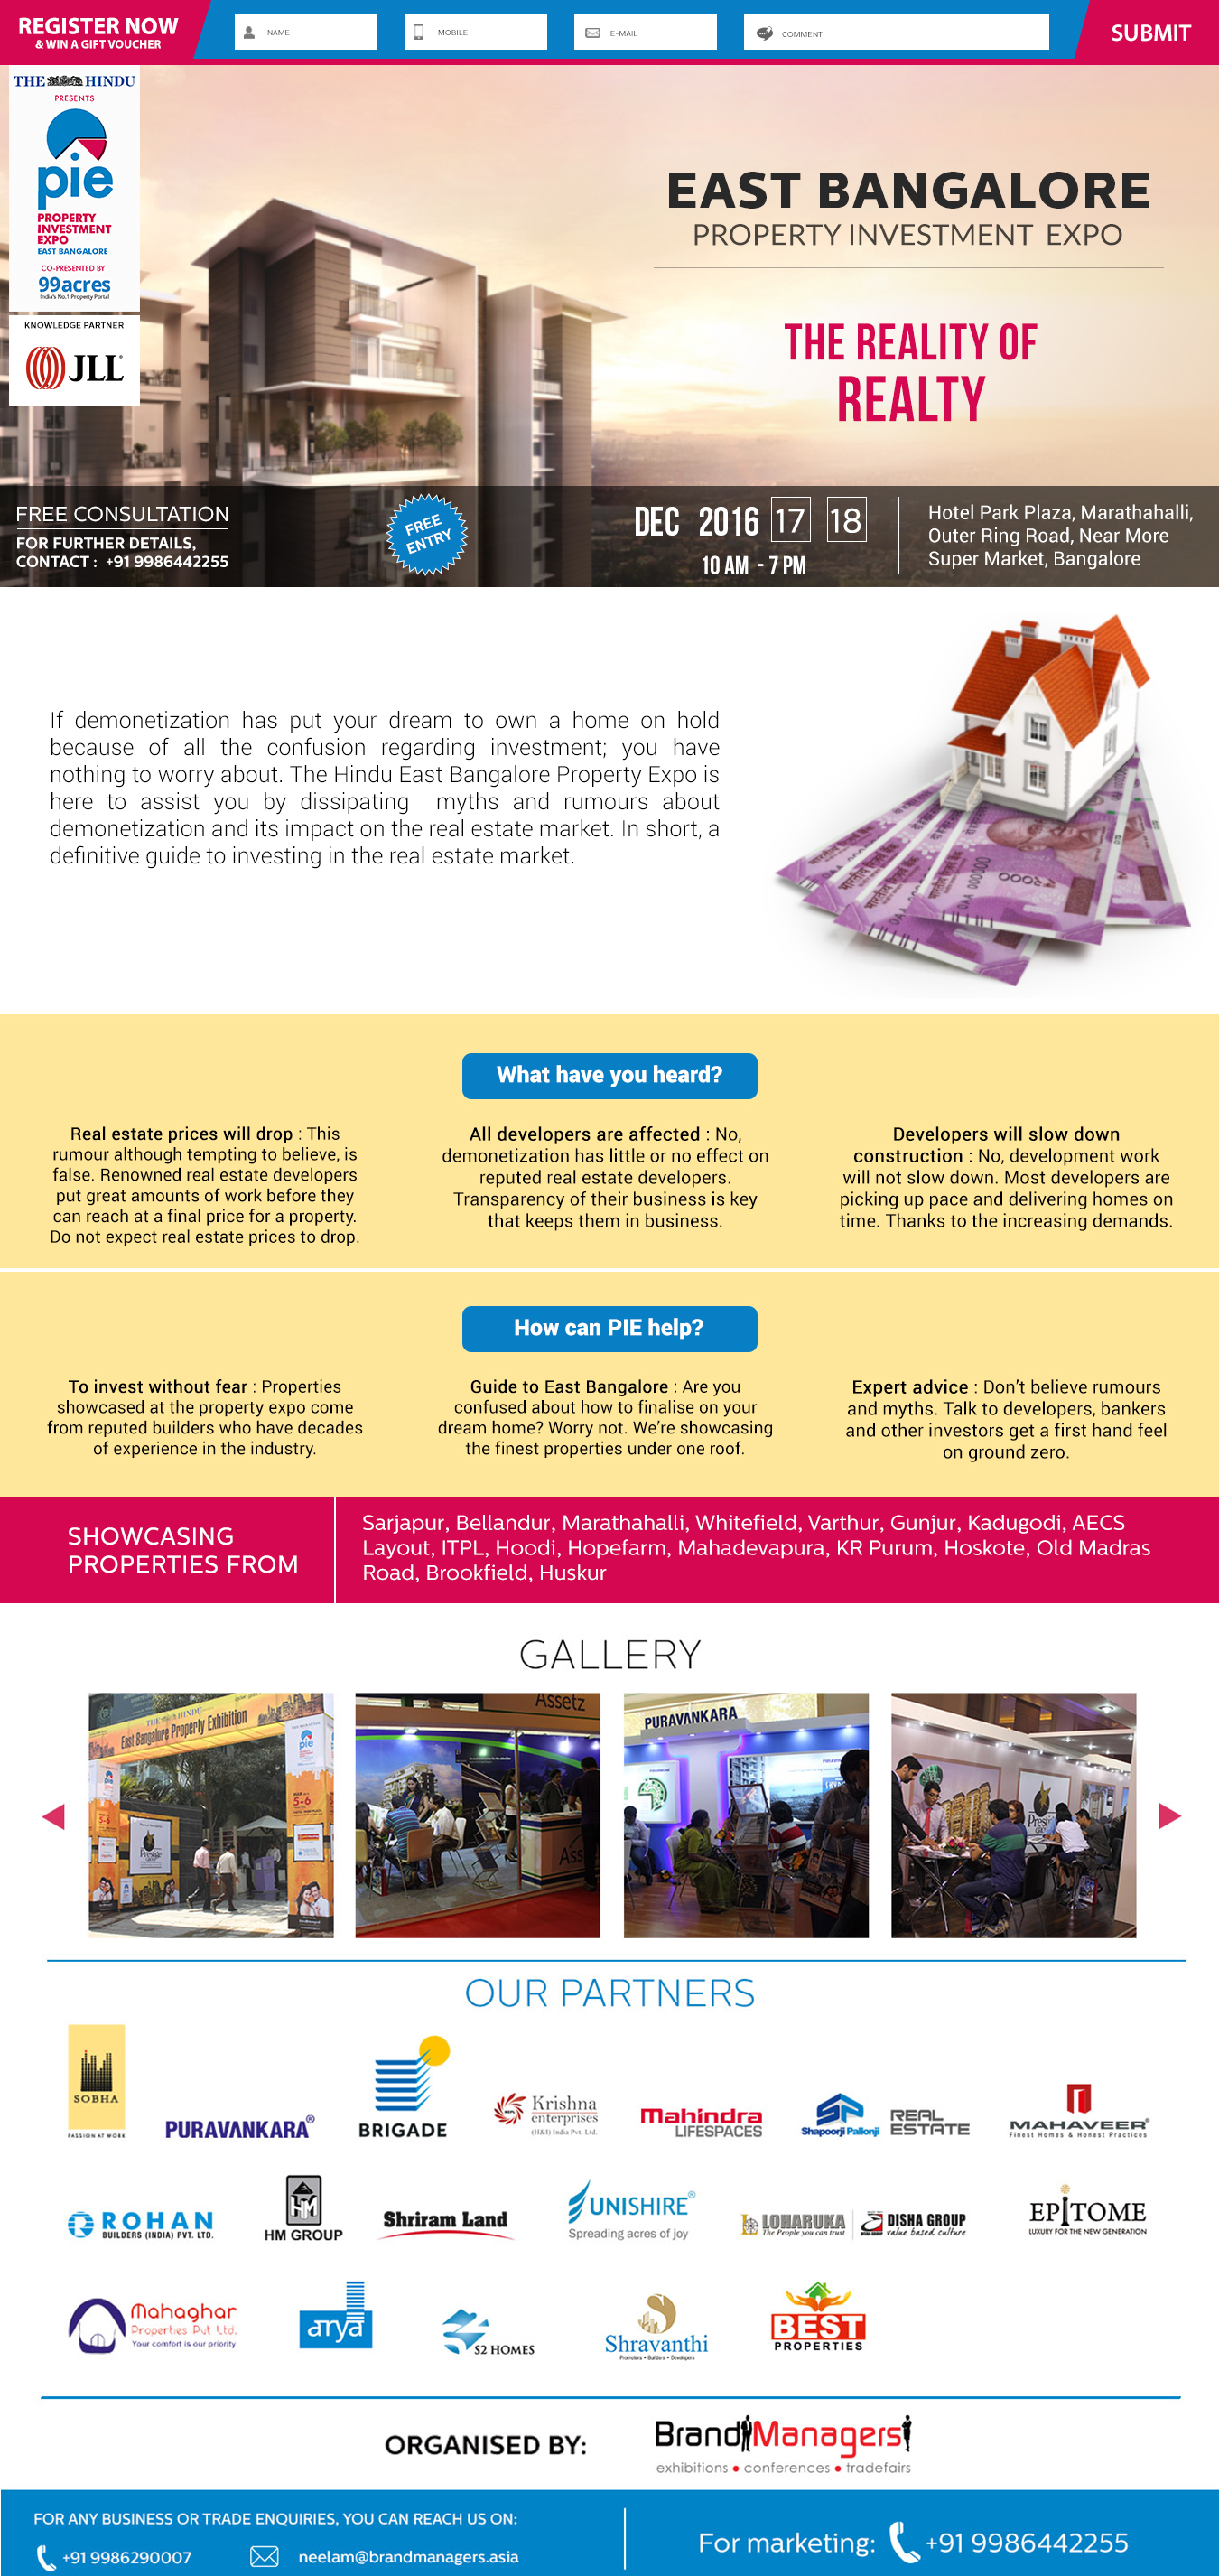 REGISTER NOW
& WIN A GIFT VOUCHER
NAME
MOBILE
E-MAIL
COMMENT
SUBMIT
THE HINDU
PRESENTS
pie
PROPERTY
INVESTMENT
EXPO
EAST BANGALORE
CO-PRESENTED BY
99acres
India's No.1 Property Portal
KNOWLEDGE PARTNER
JLL
EAST BANGALORE
PROPERTY INVESTMENT EXPO
THE REALITY OF
REALTY
FREE CONSULTATION
FOR FURTHER DETAILS,
CONTACT : +91 9986442255
FREE
ENTRY
DEC 2016 17 18
10 AM - 7 PM
Hotel Park Plaza, Marathahalli,
Outer Ring Road, Near More
Super Market, Bangalore
If demonetization has put your dream to own a home on hold
because of all the confusion regarding investment; you have
nothing to worry about. The Hindu East Bangalore Property Expo is
here to assist you by dissipating myths and rumours about
demonetization and its impact on the real estate market. In short, a
definitive guide to investing in the real estate market.
What have you heard?
Real estate prices will drop : This
rumour although tempting to believe, is
false. Renowned real estate developers
put great amounts of work before they
can reach at a final price for a property.
Do not expect real estate prices to drop.
All developers are affected : No,
demonetization has little or no effect on
reputed real estate developers.
Transparency of their business is key
that keeps them in business.
Developers will slow down
construction : No, development work
will not slow down. Most developers are
picking up pace and delivering homes on
time. Thanks to the increasing demands.
How can PIE help?
To invest without fear : Properties
showcased at the property expo come
from reputed builders who have decades
of experience in the industry.
Guide to East Bangalore : Are you
confused about how to finalise on your
dream home? Worry not. We're showcasing
the finest properties under one roof.
Expert advice : Don't believe rumours
and myths. Talk to developers, bankers
and other investors get a first hand feel
on ground zero.
SHOWCASING
PROPERTIES FROM
Sarjapur, Bellandur, Marathahalli, Whitefield, Varthur, Gunjur, Kadugodi, AECS
Layout, ITPL, Hoodi, Hopefarm, Mahadevapura, KR Purum, Hoskote, Old Madras
Road, Brookfield, Huskur
GALLERY
THE HINDU
East Bangalore Property Exhibition
pie
5-6
Prestige
Assetz
Ass
PURAVANKARA
Prest
OUR PARTNERS
SOBHA
PASSION AT WORK
PURAVANKARA®
BRIGADE
Krishna
enterprises
(H&I) India Pvt. Ltd.
Mahindra
LIFESPACES
SP
Shapoorji Pallonji
REAL
ESTATE
MAHAVEER®
Finest Homes & Honest Practices
ROHAN
BUILDERS (INDIA) PVT. LTD.
HM
HM GROUP
Shriram Land
UNISHIRE®
Spreading acres of joy
LOHARUKA
The People you can trust
DISHA GROUP
value based culture
EPITOME
LUXURY FOR THE NEW GENERATION
Mahaghar
Properties Pvt Ltd.
Your comfort is our priority
arya
S2 HOMES
Shravanthi
Promoters • Builders • Developers
BEST
PROPERTIES
ORGANISED BY:
BrandManagers
exhibitions • conferences • tradefairs
FOR ANY BUSINESS OR TRADE ENQUIRIES, YOU CAN REACH US ON:
+91 9986290007
neelam@brandmanagers.asia
For marketing: +91 9986442255